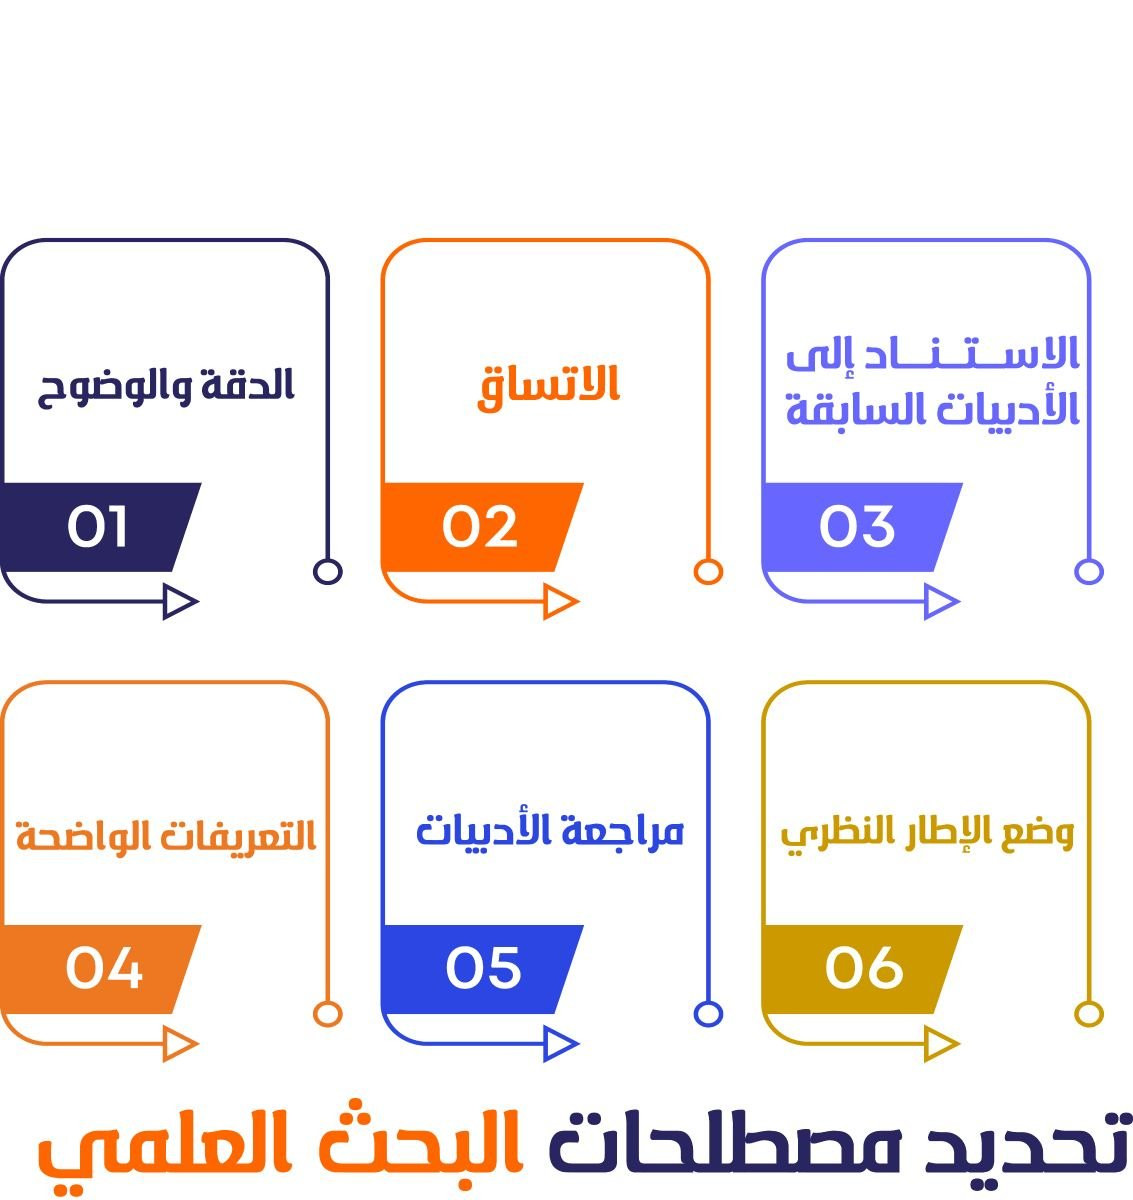 الدقة والوضوح
01
الاتساق
02
الاستناد إلى
الأدبيات السابقة
03
التعريفات الواضحة
04
مراجعة الأدبيات
05
وضع الإطار النظري
06
تحديد مصطلحات البحث العلمي